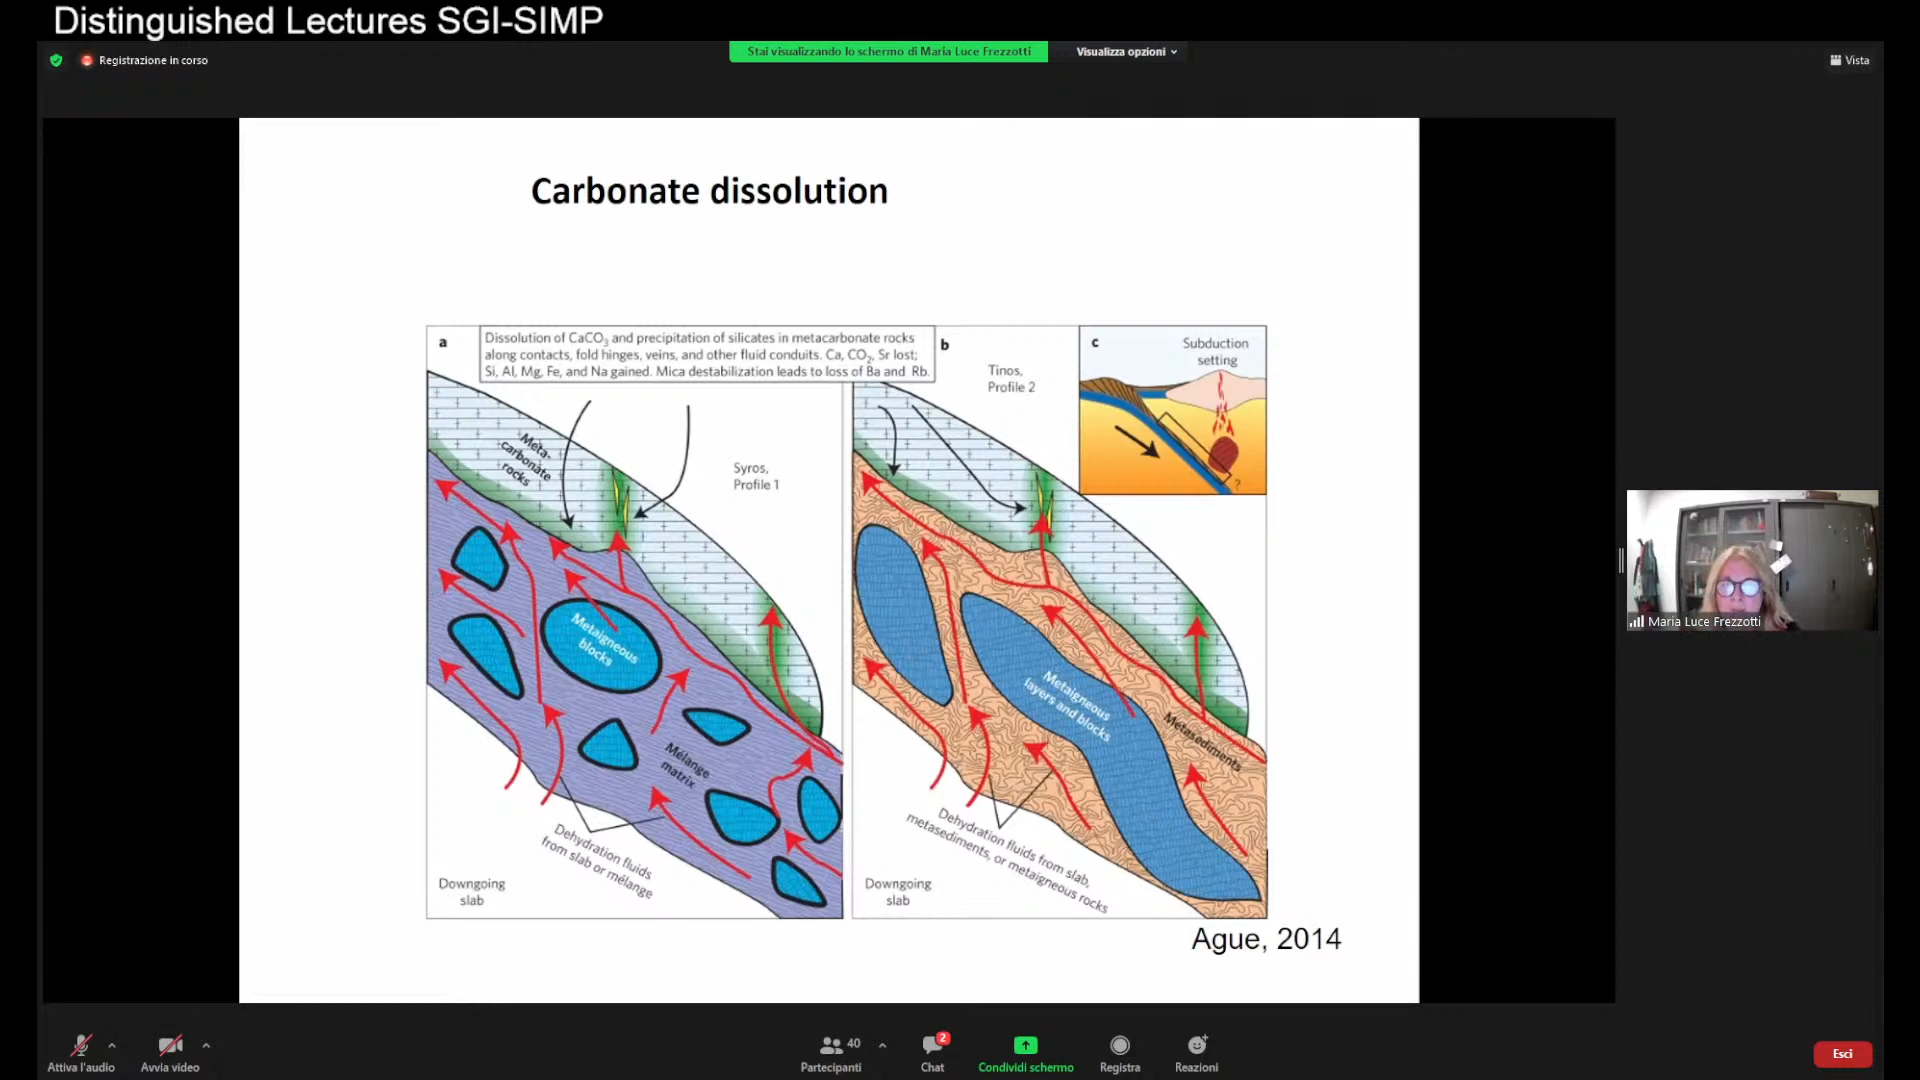 Distinguished Lectures SGI-SIMP
Stai visualizzando lo schermo di Maria Luce Frezzotti
Visualizza opzioni
Registrazione in corso
Vista
Carbonate dissolution
a
Dissolution of CaCO3 and precipitation of silicates in metacarbonate rocks
along contacts, fold hinges, veins, and other fluid conduits. Ca, CO2, Sr lost;
Si, Al, Mg, Fe, and Na gained. Mica destabilization leads to loss of Ba and Rb.
Meta-
carbonate
rocks
Syros,
Profile 1
Metaigneous
blocks
Mélange
matrix
Dehydration fluids
from slab or mélange
Downgoing
slab
b
Tinos,
Profile 2
Metaigneous
layers and blocks
Metasediments
Dehydration fluids from slab,
metasediments, or metaigneous rocks
Downgoing
slab
c
Subduction
setting
?
Ague, 2014
Maria Luce Frezzotti
Attiva l'audio
Avvia video
40
Partecipanti
2
Chat
Condividi schermo
Registra
Reazioni
Esci